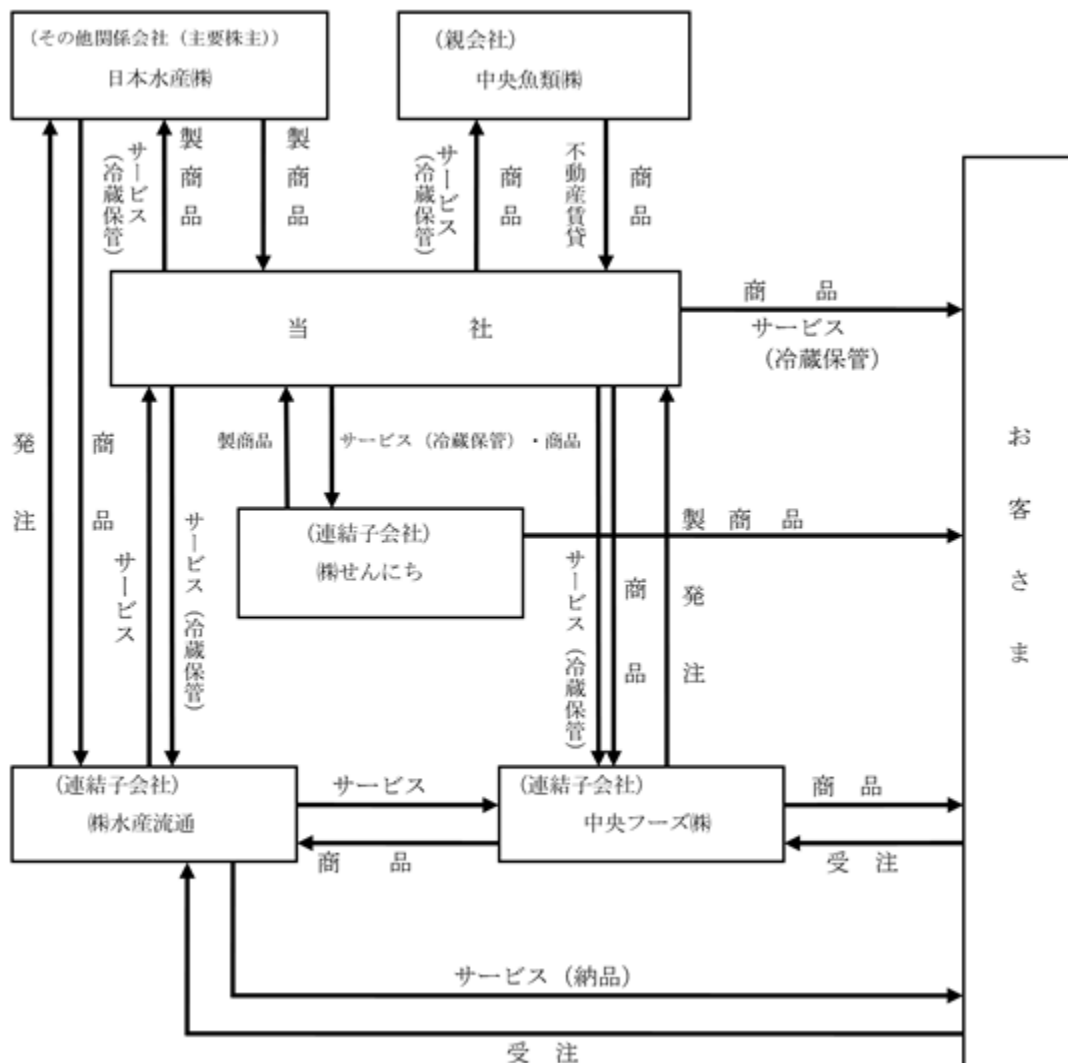 (その他関係会社（主要株主))
日本水産㈱
(親会社)
中央魚類㈱
サービス
(冷蔵保管)
製商品
製商品
サービス
(冷蔵保管)
商品
不動産賃貸
商品
当　　社
商　品
サービス
（冷蔵保管）
発注
商品
サービス
サービス（冷蔵保管）
製商品
サービス（冷蔵保管）・商品
(連結子会社)
㈱せんにち
製　商　品
サービス（冷蔵保管）
商品
発注
お客さま
(連結子会社)
㈱水産流通
サービス
商　品
(連結子会社)
中央フーズ㈱
商　品
受　注
サービス（納品）
受　注